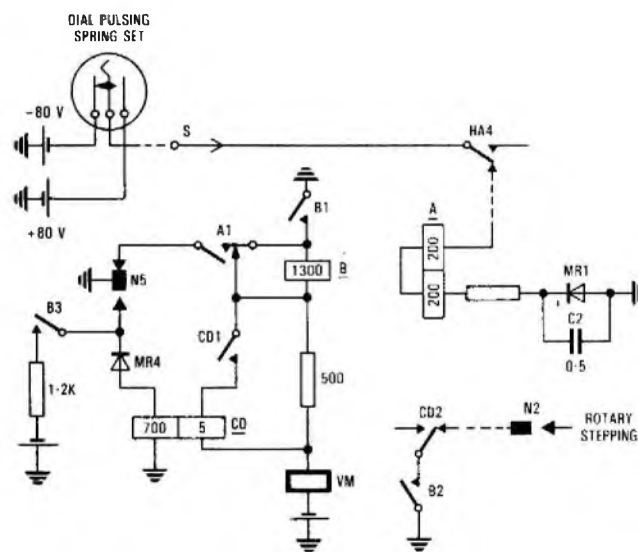 DIAL PULSING
SPRING SET
-80 V
S
HA4
+80 V
B1
A
A1
200
200
1300
B
N5
MR1
B3
CD1
C2
0·5
MR4
500
1·2K
700
5
CD
CD2
N2
ROTARY
STEPPING
VM
B2